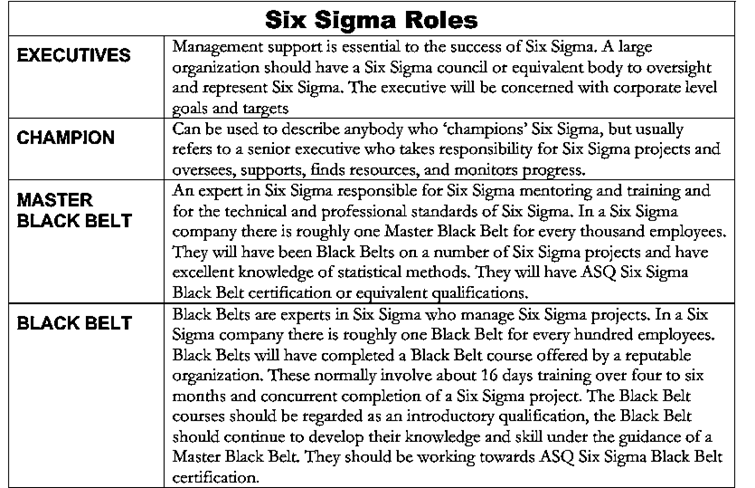 Six Sigma Roles
EXECUTIVES
Management support is essential to the success of Six Sigma. A large
organization should have a Six Sigma council or equivalent body to oversight
and represent Six Sigma. The executive will be concerned with corporate level
goals and targets
CHAMPION
Can be used to describe anybody who ‘champions’ Six Sigma, but usually
refers to a senior executive who takes responsibility for Six Sigma projects and
oversees, supports, finds resources, and monitors progress.
MASTER
BLACK BELT
An expert in Six Sigma responsible for Six Sigma mentoring and training and
for the technical and professional standards of Six Sigma. In a Six Sigma
company there is roughly one Master Black Belt for every thousand employees.
They will have been Black Belts on a number of Six Sigma projects and have
excellent knowledge of statistical methods. They will have ASQ Six Sigma
Black Belt certification or equivalent qualifications.
BLACK BELT
Black Belts are experts in Six Sigma who manage Six Sigma projects. In a Six
Sigma company there is roughly one Black Belt for every hundred employees.
Black Belts will have completed a Black Belt course offered by a reputable
organization. These normally involve about 16 days training over four to six
months and concurrent completion of a Six Sigma project. The Black Belt
courses should be regarded as an introductory qualification, the Black Belt
should continue to develop their knowledge and skill under the guidance of a
Master Black Belt. They should be working towards ASQ Six Sigma Black Belt
certification.